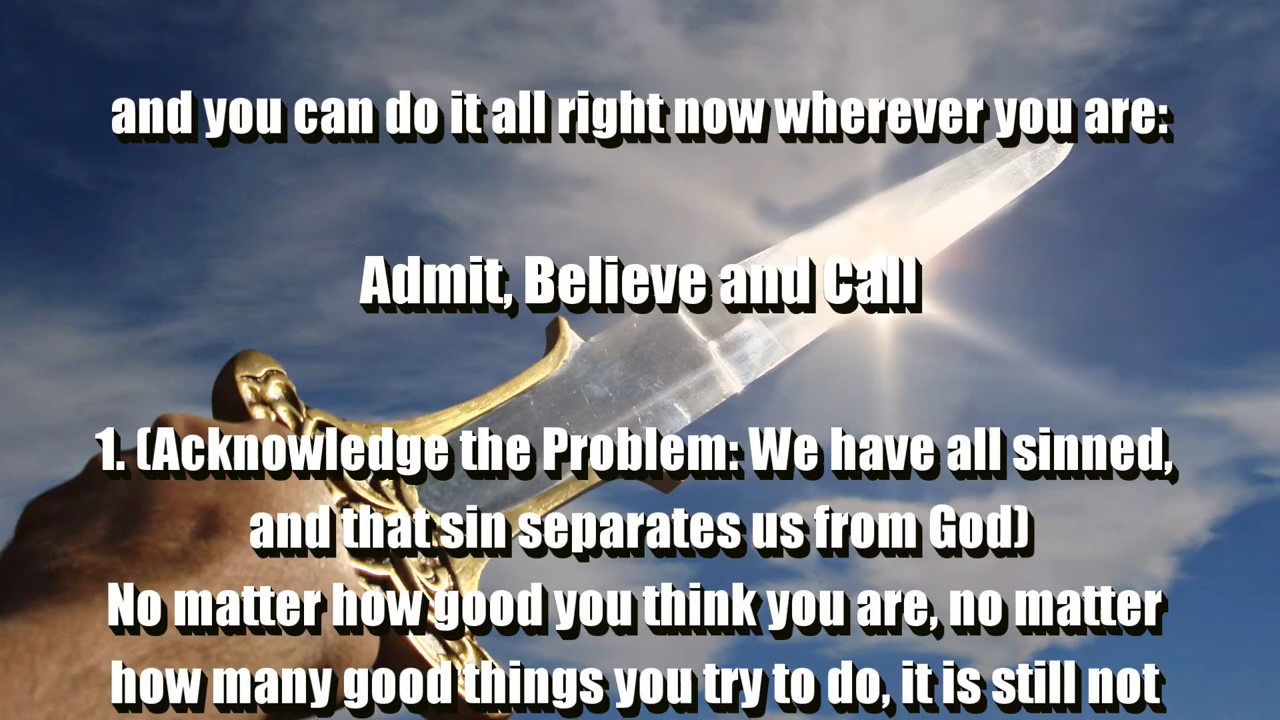 and you can do it all right now wherever you are:
Admit, Believe and Call
1. (Acknowledge the Problem: We have all sinned,
and that sin separates us from God)
No matter how good you think you are, no matter
how many good things you try to do, it is still not